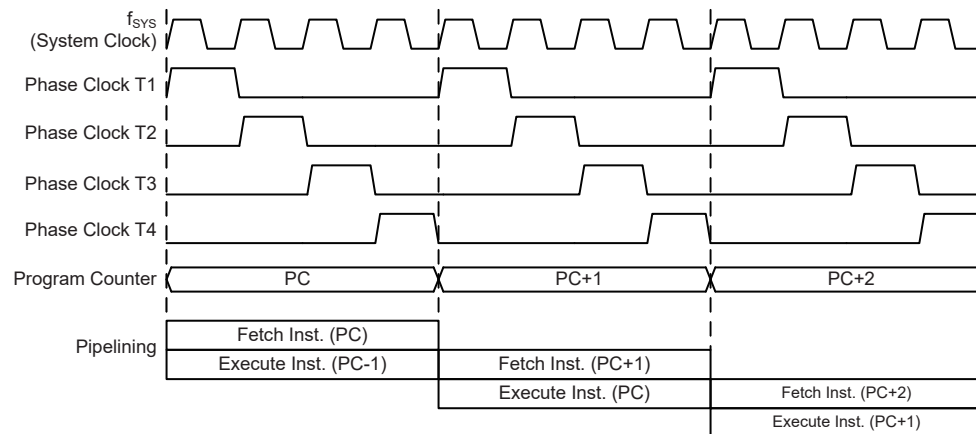 fSYS
(System Clock)
Phase Clock T1
Phase Clock T2
Phase Clock T3
Phase Clock T4
Program Counter PC PC+1 PC+2
Pipelining
Fetch Inst. (PC)
Execute Inst. (PC-1) Fetch Inst. (PC+1)
Execute Inst. (PC) Fetch Inst. (PC+2)
Execute Inst. (PC+1)